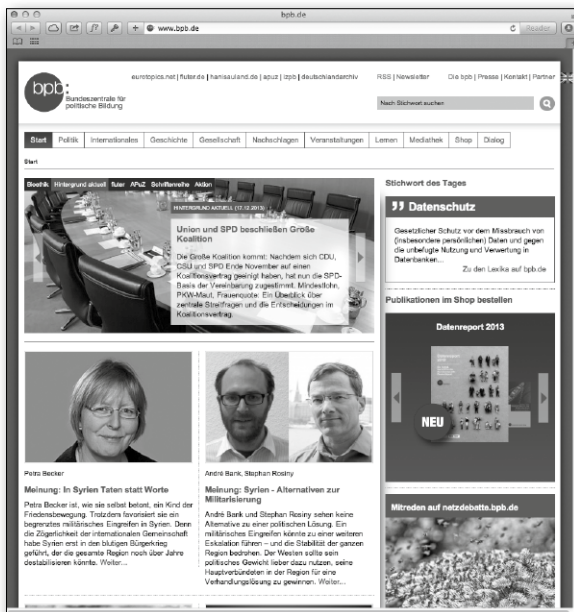 bpb.de
www.bpb.de
Reader
eurotopics.net | fluter.de | hanisauland.de | apuz | izpb | deutschlandarchiv
RSS | Newsletter
Die bpb | Presse | Kontakt | Partner
bpb:
Bundeszentrale für
politische Bildung
Nach Stichwort suchen
Start Politik Internationales Geschichte Gesellschaft Nachschlagen Veranstaltungen Lernen Mediathek Shop Dialog
Start
Bioethik Hintergrund aktuell fluter APuZ Schriftenreihe Aktion
HINTERGRUND AKTUELL (17.12.2013)
Union und SPD beschließen Große
Koalition
Die Große Koalition kommt: Nachdem sich CDU,
CSU und SPD Ende November auf einen
Koalitionsvertrag geeinigt haben, hat nun die SPD-
Basis der Vereinbarung zugestimmt. Mindestlohn,
PKW-Maut, Frauenquote: Ein Überblick über
zentrale Streitfragen und die Entscheidungen im
Koalitionsvertrag.
Petra Becker
Meinung: In Syrien Taten statt Worte
Petra Becker ist, wie sie selbst betont, ein Kind der
Friedensbewegung. Trotzdem favorisiert sie ein
begrenztes militärisches Eingreifen in Syrien. Denn
die Zögerlichkeit der internationalen Gemeinschaft
habe Syrien erst in den blutigen Bürgerkrieg
geführt, der die gesamte Region noch über Jahre
destabilisieren könnte. Weiter...
André Bank, Stephan Rosiny
Meinung: Syrien - Alternativen zur
Militarisierung
André Bank und Stephan Rosiny sehen keine
Alternative zu einer politischen Lösung. Ein
militärisches Eingreifen könnte zu einer weiteren
Eskalation führen – und die Stabilität der ganzen
Region bedrohen. Der Westen sollte sein
politisches Gewicht lieber dazu nutzen, seine
Hauptverbündeten in der Region für eine
Verhandlungslösung zu gewinnen. Weiter...
Stichwort des Tages
Datenschutz
Gesetzlicher Schutz vor dem Missbrauch von
(insbesondere persönlichen) Daten und gegen
die unbefugte Nutzung und Verwertung in
Datenbanken...
Zu den Lexika auf bpb.de
Publikationen im Shop bestellen
Datenreport 2013
NEU
Mitreden auf netzdebatte.bpb.de